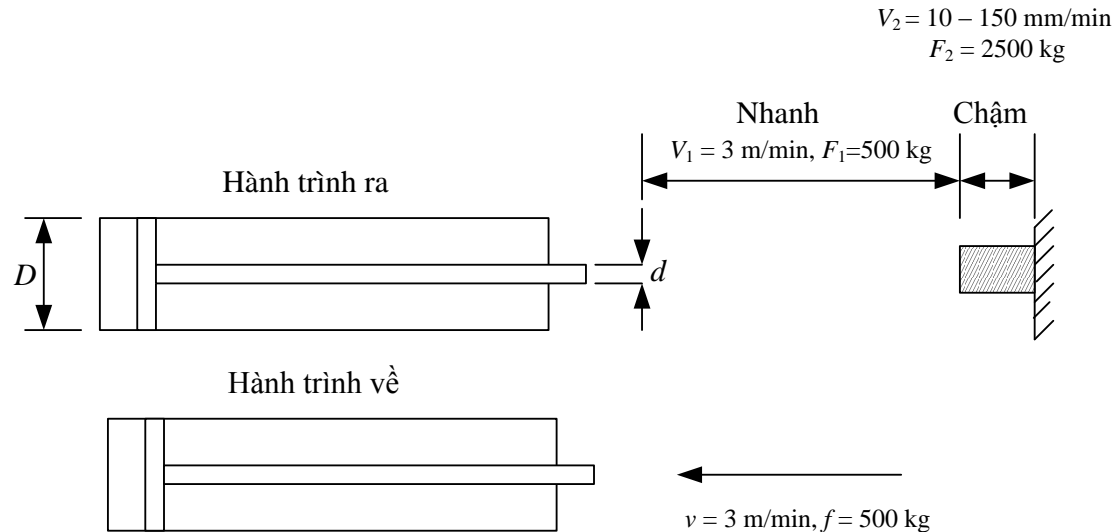 V₂ = 10 – 150 mm/min
F₂ = 2500 kg
Nhanh
Chậm
V₁ = 3 m/min, F₁=500 kg
Hành trình ra
D
d
Hành trình về
v = 3 m/min, f = 500 kg